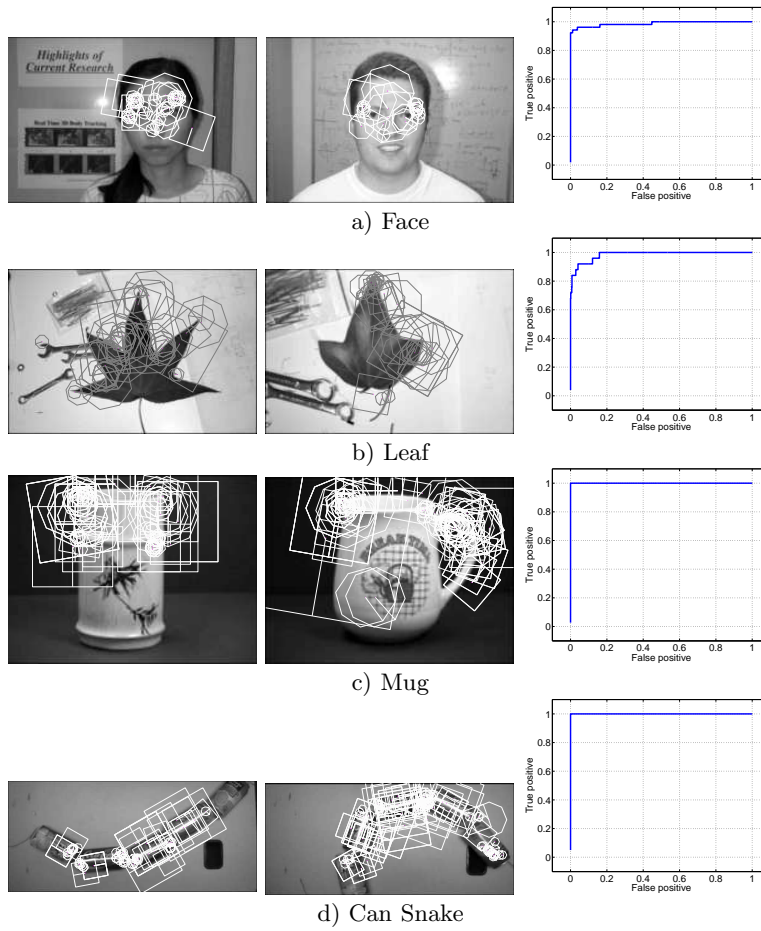 Highlights of
Current Research
Real Time 3D Body Tracking
1
0.8
0.6
0.4
0.2
0
True positive
0 0.2 0.4 0.6 0.8 1
False positive
a) Face
1
0.8
0.6
0.4
0.2
0
True positive
0 0.2 0.4 0.6 0.8 1
False positive
b) Leaf
1
0.8
0.6
0.4
0.2
0
True positive
0 0.2 0.4 0.6 0.8 1
False positive
c) Mug
1
0.8
0.6
0.4
0.2
0
True positive
0 0.2 0.4 0.6 0.8 1
False positive
d) Can Snake